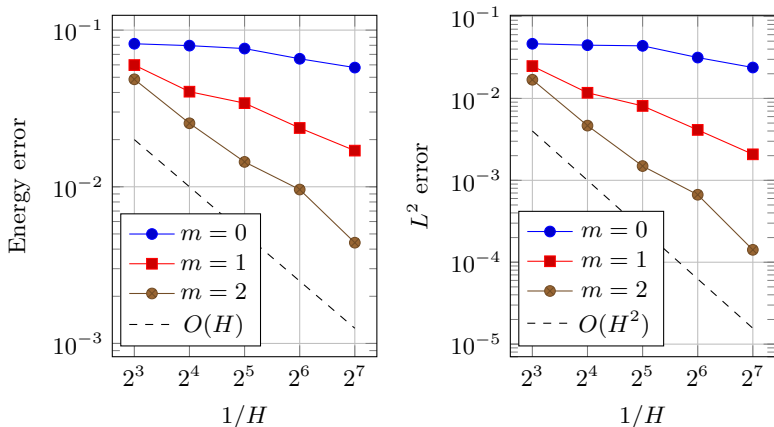 10^{-1}
10^{-2}
10^{-3}
Energy error
m = 0
m = 1
m = 2
O(H)
2^3 2^4 2^5 2^6 2^7
1/H
10^{-1}
10^{-2}
10^{-3}
10^{-4}
10^{-5}
L^2 error
m = 0
m = 1
m = 2
O(H^2)
2^3 2^4 2^5 2^6 2^7
1/H